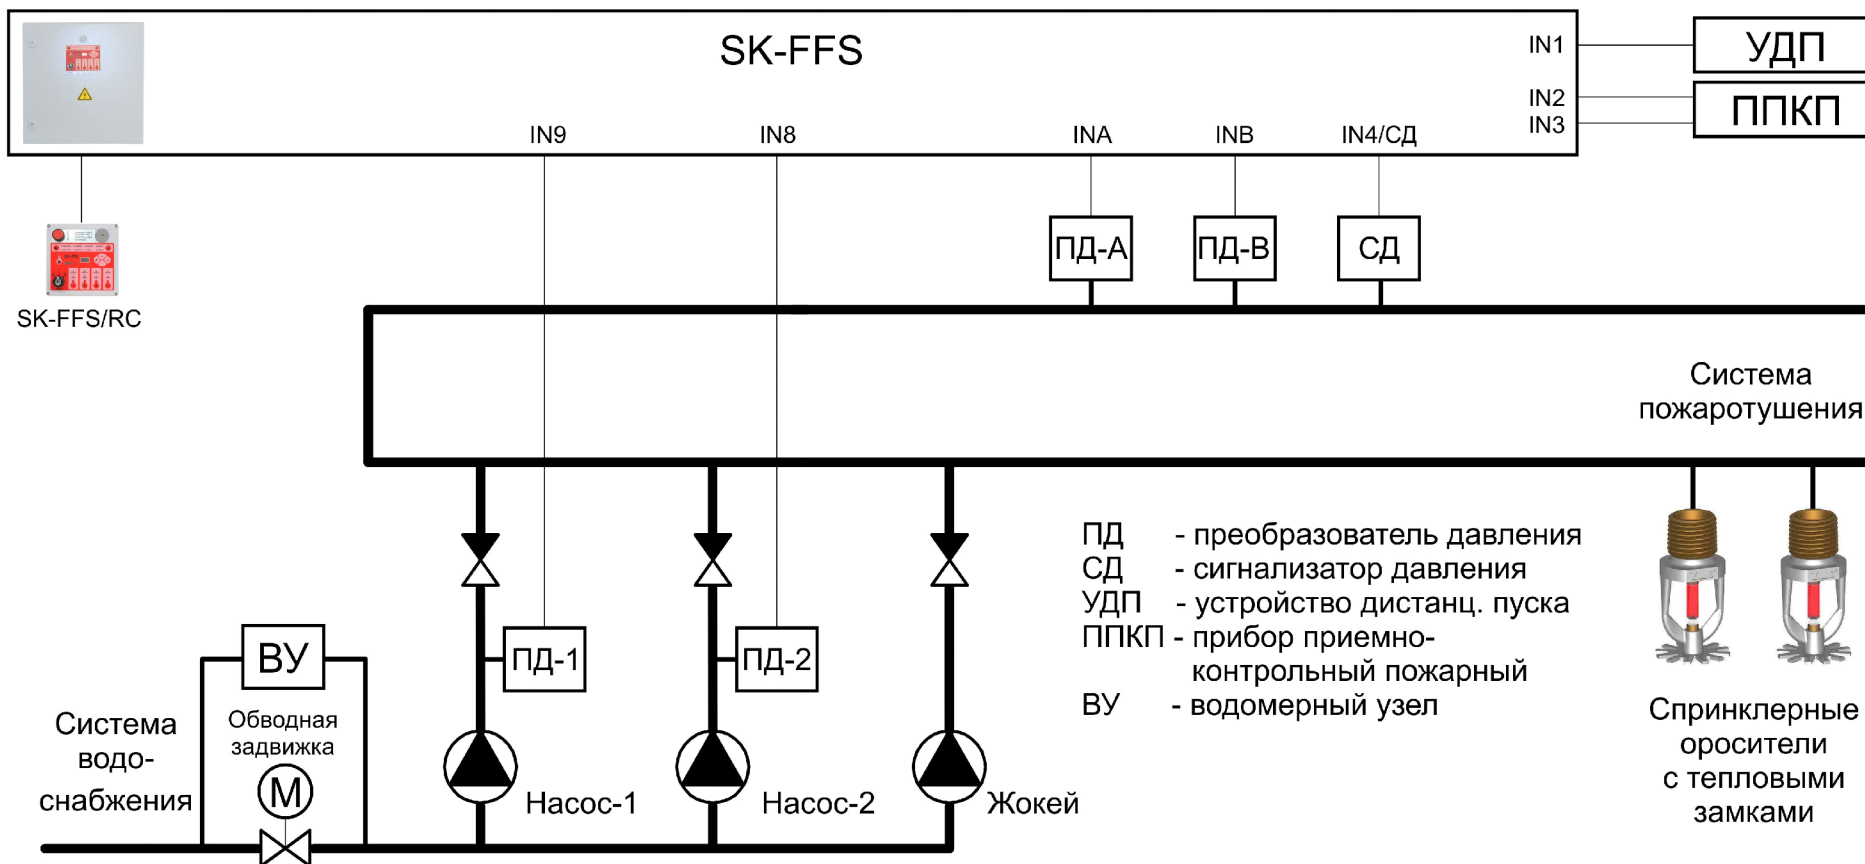 SK-FFS
IN1
УДП
IN2
IN3
ППКП
IN9
IN8
INA
INB
IN4/СД
SK-FFS/RC
ПД-А
ПД-В
СД
Система
пожаротушения
ПД - преобразователь давления
СД - сигнализатор давления
УДП - устройство дистанц. пуска
ППКП - прибор приемно-
контрольный пожарный
ВУ - водомерный узел
ВУ
ПД-1
ПД-2
Система
водо-
снабжения
Обводная
задвижка
М
Насос-1
Насос-2
Жокей
Спринклерные
оросители
с тепловыми
замками